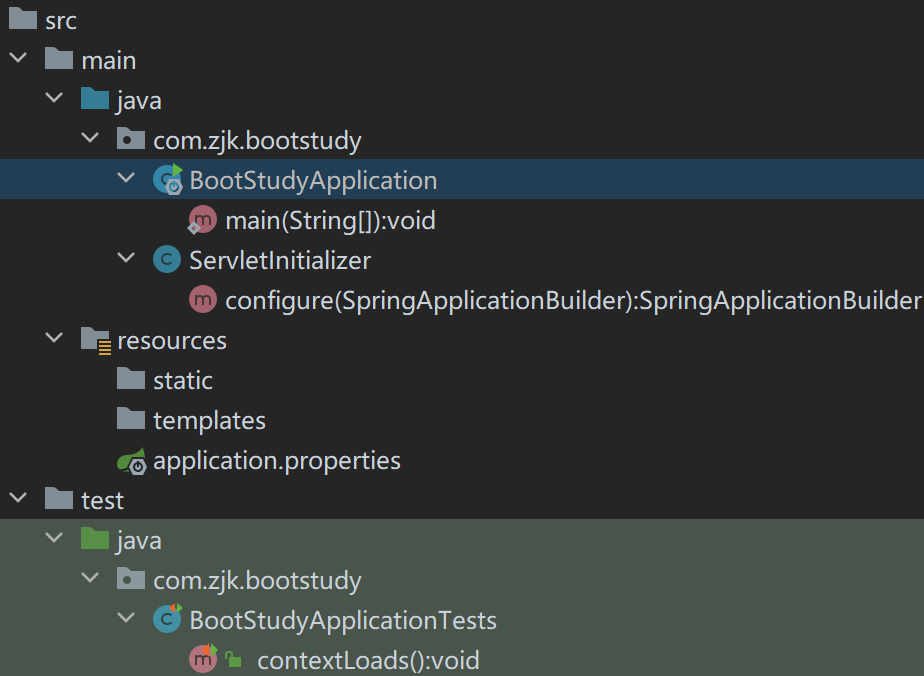 src
main
java
com.zjk.bootstudy
BootStudyApplication
main(String[]):void
ServletInitializer
configure(SpringApplicationBuilder):SpringApplicationBuilder
resources
static
templates
application.properties
test
java
com.zjk.bootstudy
BootStudyApplicationTests
contextLoads():void